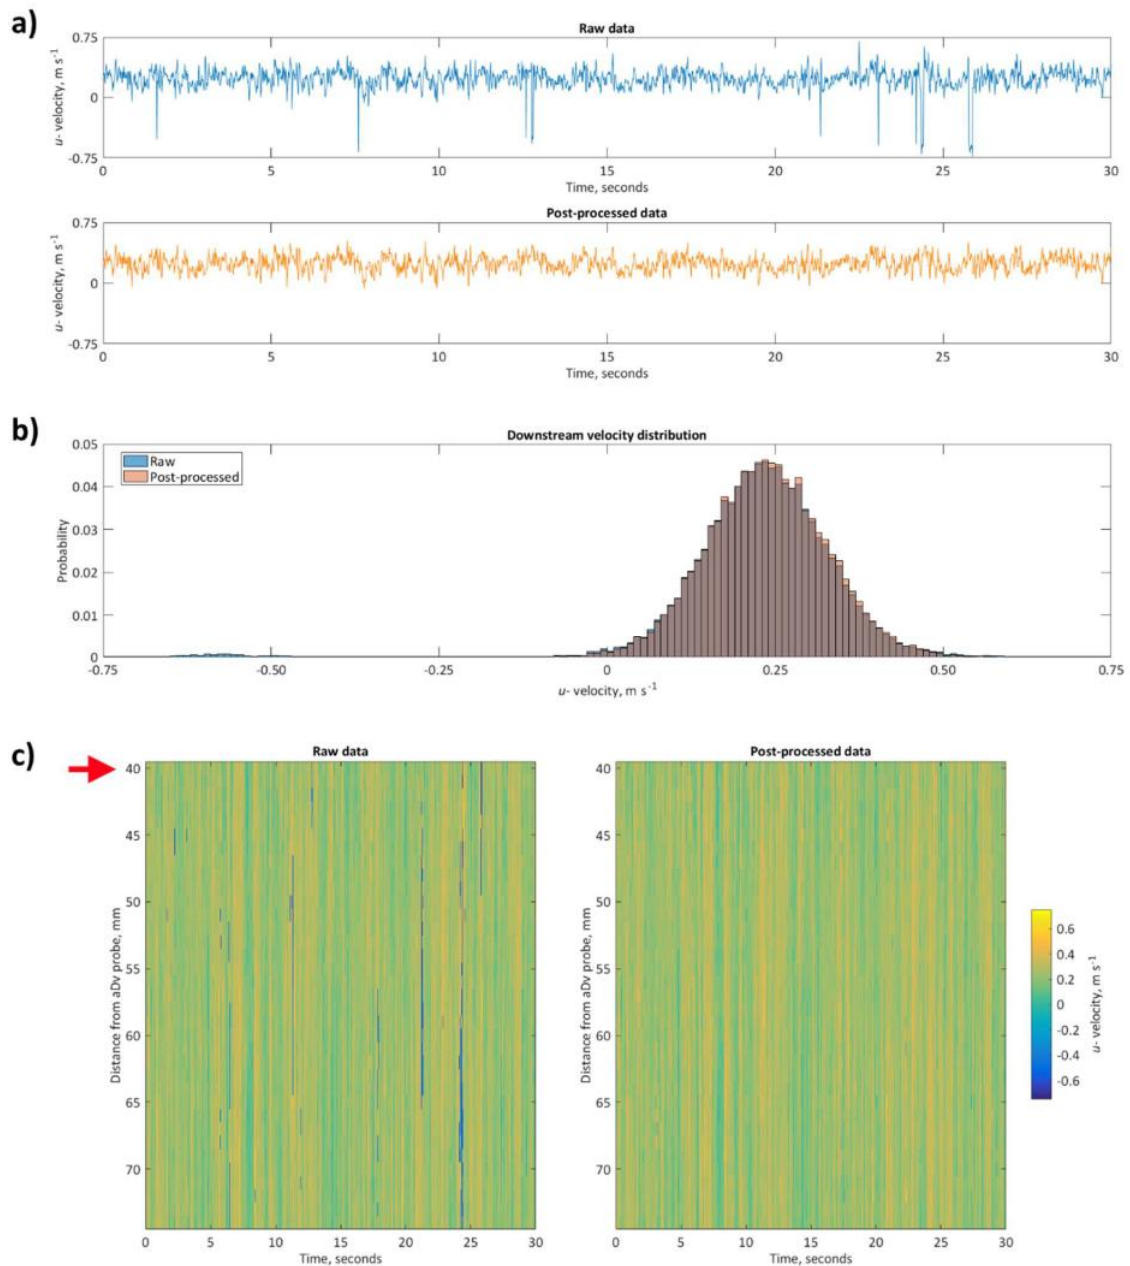 a)
Raw data
u- velocity, m s-1
0.75
0
-0.75
0 5 10 15 20 25 30
Time, seconds
Post-processed data
u- velocity, m s-1
0.75
0
-0.75
0 5 10 15 20 25 30
Time, seconds
b)
Downstream velocity distribution
Raw
Post-processed
Probability
0.05
0.04
0.03
0.02
0.01
0
-0.75 -0.50 -0.25 0 0.25 0.50 0.75
u- velocity, m s-1
c)
Raw data
Distance from aDv probe, mm
40
45
50
55
60
65
70
0 5 10 15 20 25 30
Time, seconds
Post-processed data
Distance from aDv probe, mm
40
45
50
55
60
65
70
0 5 10 15 20 25 30
Time, seconds
0.6
0.4
0.2
0
-0.2
-0.4
-0.6
u- velocity, m s-1